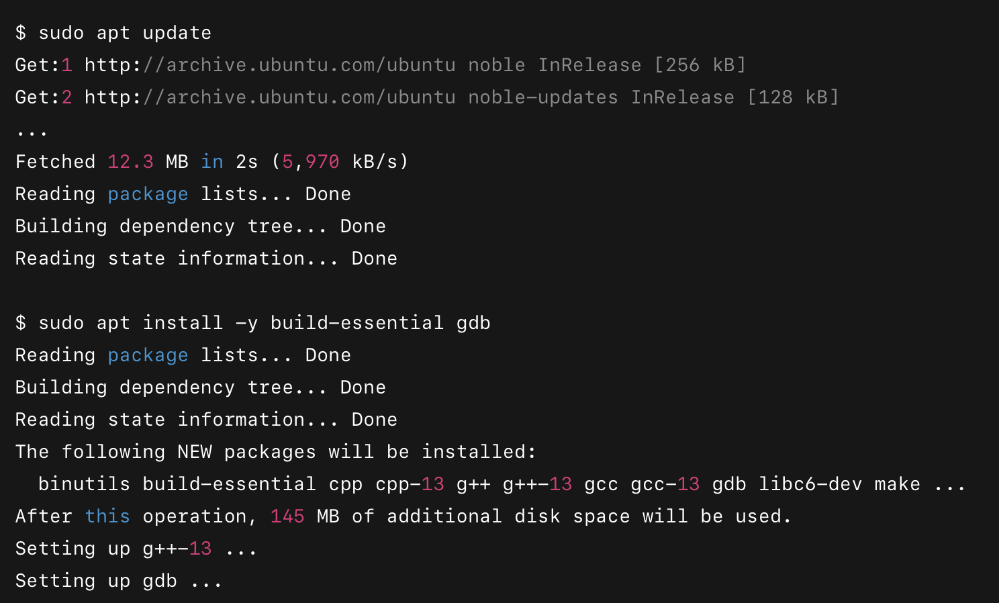 $ sudo apt update
Get:1 http://archive.ubuntu.com/ubuntu noble InRelease [256 kB]
Get:2 http://archive.ubuntu.com/ubuntu noble-updates InRelease [128 kB]
...
Fetched 12.3 MB in 2s (5,970 kB/s)
Reading package lists... Done
Building dependency tree... Done
Reading state information... Done

$ sudo apt install -y build-essential gdb
Reading package lists... Done
Building dependency tree... Done
Reading state information... Done
The following NEW packages will be installed:
  binutils build-essential cpp cpp-13 g++ g++-13 gcc gcc-13 gdb libc6-dev make ...
After this operation, 145 MB of additional disk space will be used.
Setting up g++-13 ...
Setting up gdb ...